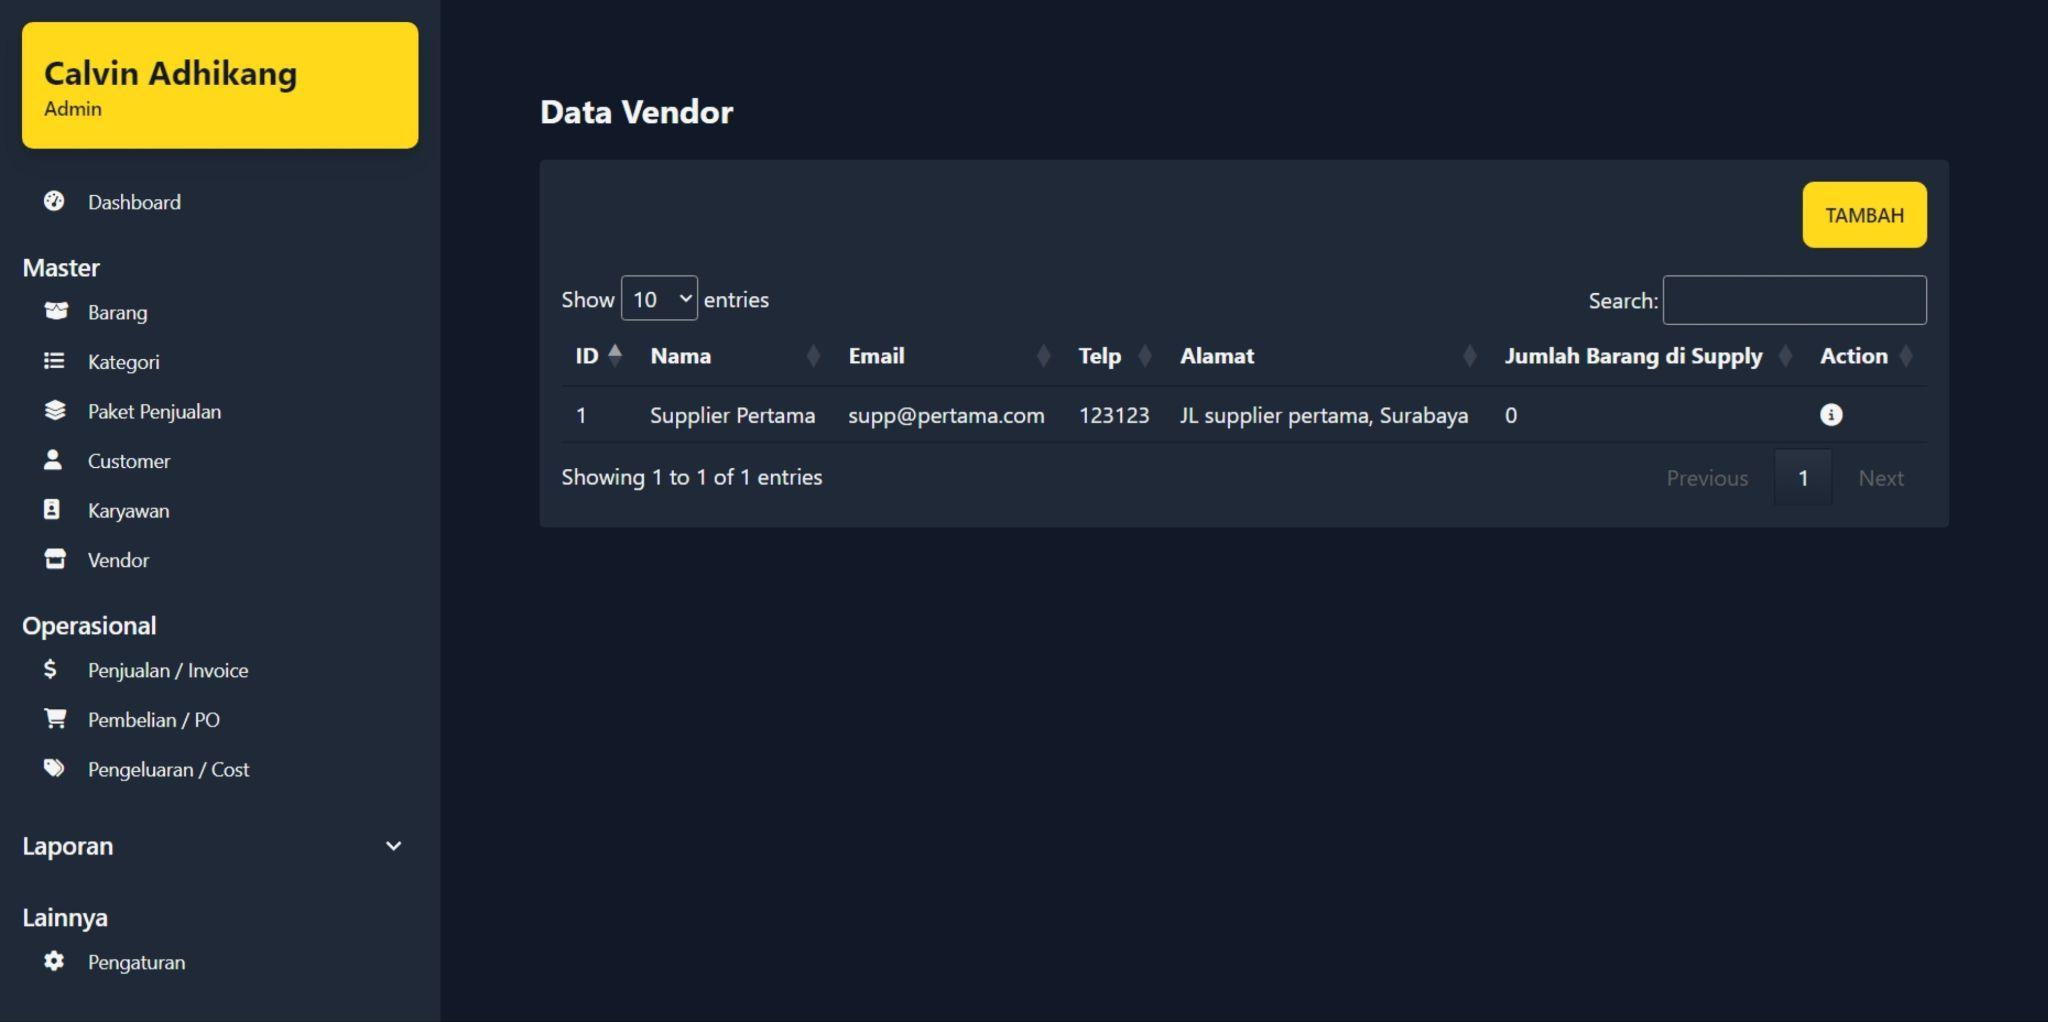 Calvin Adhikang
Admin
Dashboard
Master
Barang
Kategori
Paket Penjualan
Customer
Karyawan
Vendor
Operasional
Penjualan / Invoice
Pembelian / PO
Pengeluaran / Cost
Laporan
Lainnya
Pengaturan
Data Vendor
TAMBAH
Show 10 entries Search:
ID Nama Email Telp Alamat Jumlah Barang di Supply Action
1 Supplier Pertama supp@pertama.com 123123 JL supplier pertama, Surabaya 0
Showing 1 to 1 of 1 entries Previous 1 Next